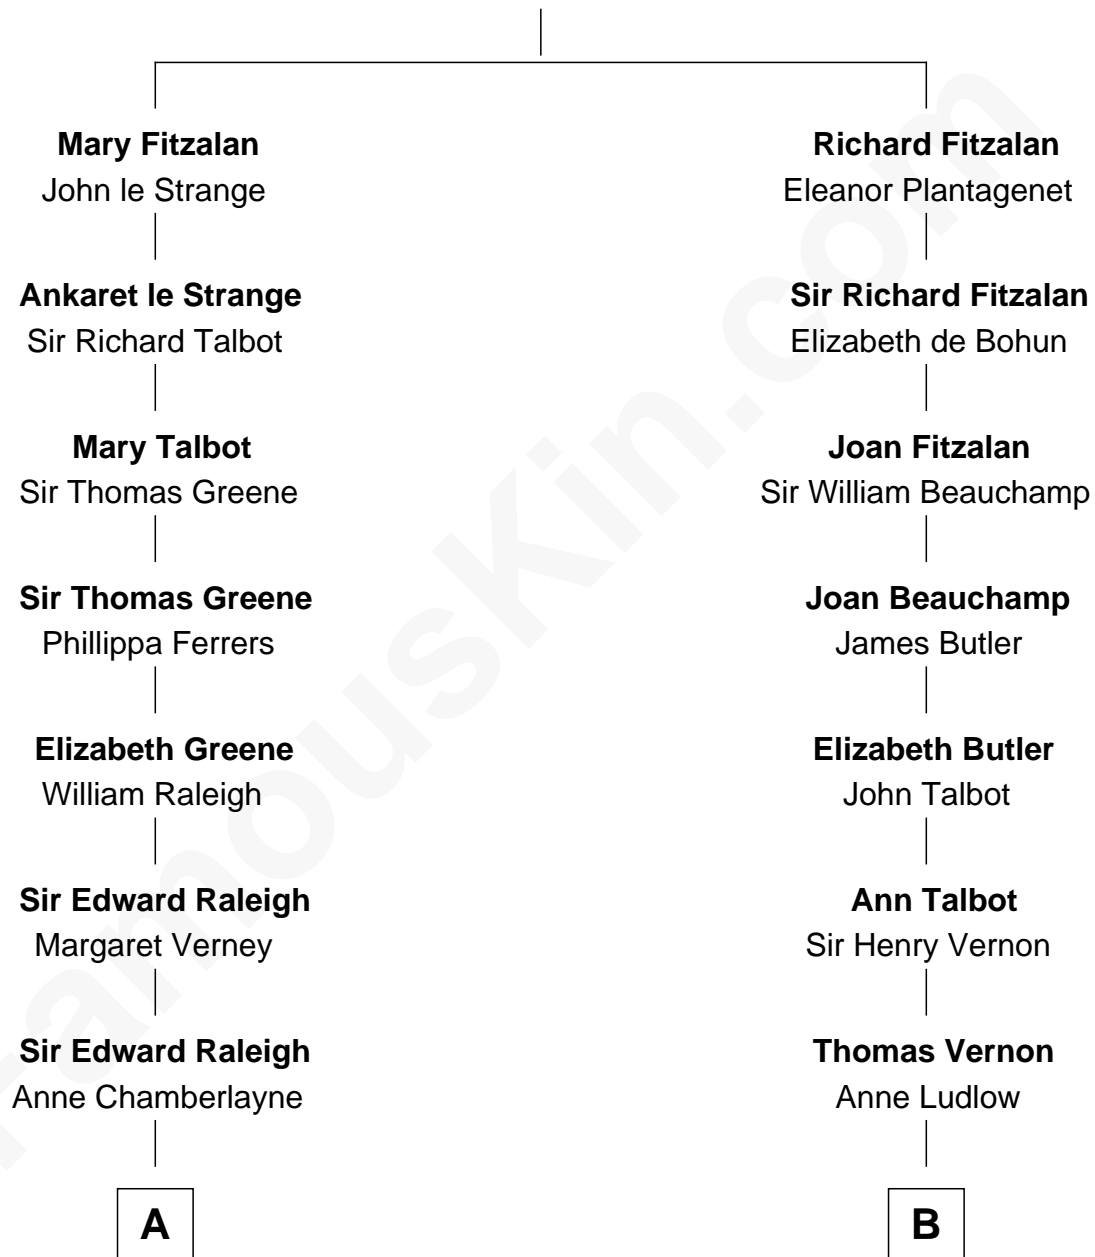 Mary Fitzalan
John le Strange
Ankaret le Strange
Sir Richard Talbot
Mary Talbot
Sir Thomas Greene
Sir Thomas Greene
Phillippa Ferrers
Elizabeth Greene
William Raleigh
Sir Edward Raleigh
Margaret Verney
Sir Edward Raleigh
Anne Chamberlayne
A
Richard Fitzalan
Eleanor Plantagenet
Sir Richard Fitzalan
Elizabeth de Bohun
Joan Fitzalan
Sir William Beauchamp
Joan Beauchamp
James Butler
Elizabeth Butler
John Talbot
Ann Talbot
Sir Henry Vernon
Thomas Vernon
Anne Ludlow
B
FamousKin.com